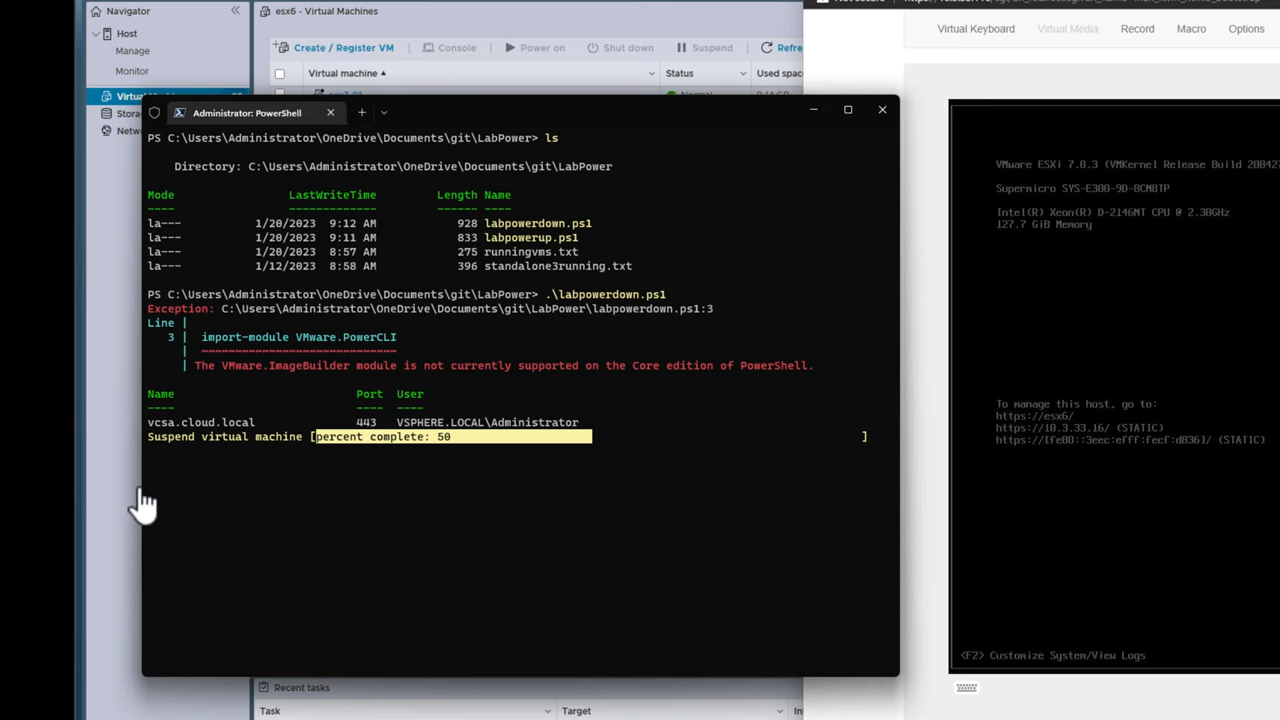 Navigator
Host
Manage
Monitor
esx6 - Virtual Machines
Create / Register VM
Console
Power on
Shut down
Suspend
Virtual machine
Status
Administrator: PowerShell
PS C:\Users\Administrator\OneDrive\Documents\git\LabPower> ls
Directory: C:\Users\Administrator\OneDrive\Documents\git\LabPower
Mode LastWriteTime Length Name
---- ------------- ------ ----
la--- 1/20/2023 9:12 AM 928 labpowerdown.ps1
la--- 1/20/2023 9:11 AM 833 labpowerup.ps1
la--- 1/20/2023 8:57 AM 275 runningvms.txt
la--- 1/12/2023 8:58 AM 396 standalone3running.txt
PS C:\Users\Administrator\OneDrive\Documents\git\LabPower> .\labpowerdown.ps1
Exception: C:\Users\Administrator\OneDrive\Documents\git\LabPower\labpowerdown.ps1:3
Line |
3 | import-module VMware.PowerCLI
| ~~~~~~~~~~~~~~~~~~~~~~~~~~~~~
| The VMware.ImageBuilder module is not currently supported on the Core edition of PowerShell.
Name Port User
---- ---- ----
vcsa.cloud.local 443 VSPHERE.LOCAL\Administrator
Suspend virtual machine [percent complete: 50 ]
Recent tasks
Task
Target
Virtual Keyboard
Virtual Media
Record
Macro
Options
VMware ESXi 7.0.3 (VMKernel Release Build
Supermicro SYS-E300-9D-8CN8TP
Intel(R) Xeon(R) D-2146NT CPU @ 2.30GHz
127.7 GiB Memory
To manage this host, go to:
https://esx6/
https://10.3.33.16/ (STATIC)
https://[fe80::3eec:efff:fecf:d836]/ (STATIC)
<F2> Customize System/View Logs